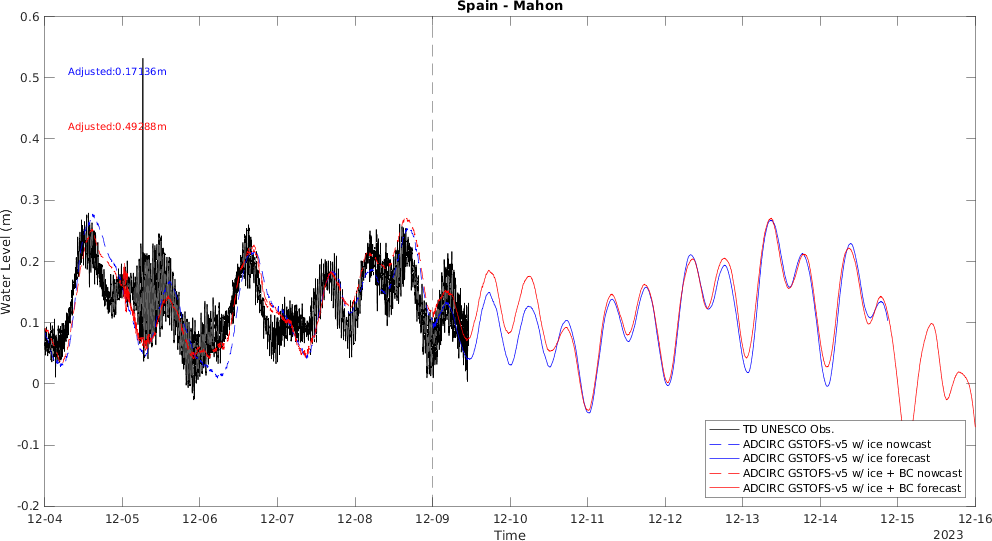 Spain - Mahon
0.6
0.5
0.4
0.3
0.2
0.1
0
-0.1
-0.2
Water Level (m)
Adjusted:0.17136m
Adjusted:0.49288m
TD UNESCO Obs.
ADCIRC GSTOFS-v5 w/ ice nowcast
ADCIRC GSTOFS-v5 w/ ice forecast
ADCIRC GSTOFS-v5 w/ ice + BC nowcast
ADCIRC GSTOFS-v5 w/ ice + BC forecast
12-04 12-05 12-06 12-07 12-08 12-09 12-10 12-11 12-12 12-13 12-14 12-15 12-16
Time
2023